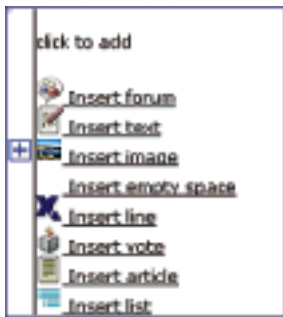 click to add
Insert forum
Insert text
Insert image
Insert empty space
Insert line
Insert vote
Insert article
Insert list